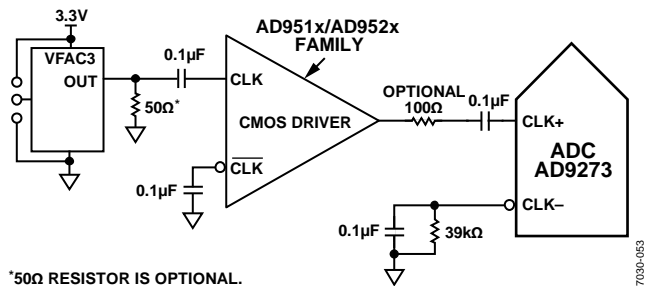 3.3V
VFAC3
OUT
0.1µF
50Ω*
AD951x/AD952x
FAMILY
CLK
CMOS DRIVER
CLK
0.1µF
OPTIONAL
100Ω
0.1µF
CLK+
ADC
AD9273
CLK–
0.1µF
39kΩ
*50Ω RESISTOR IS OPTIONAL.
7030-053